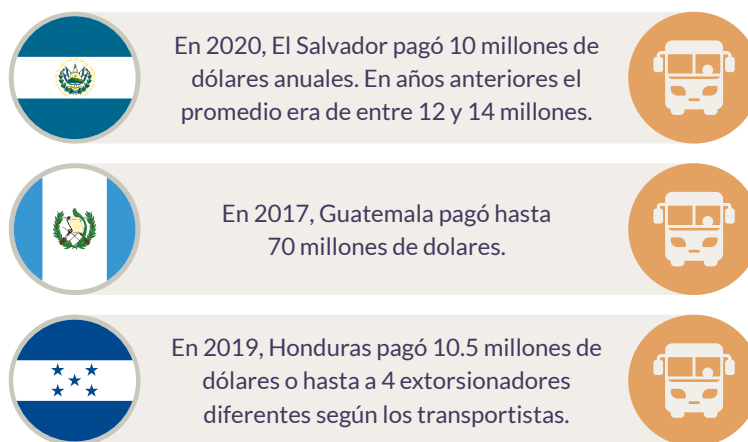 En 2020, El Salvador pagó 10 millones de
dólares anuales. En años anteriores el
promedio era de entre 12 y 14 millones.
En 2017, Guatemala pagó hasta
70 millones de dolares.
En 2019, Honduras pagó 10.5 millones de
dólares o hasta a 4 extorsionadores
diferentes según los transportistas.